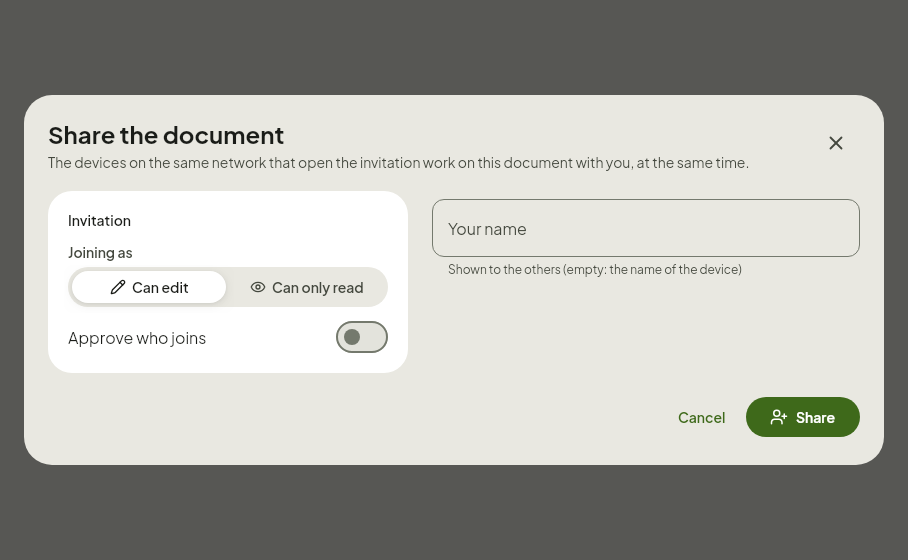 Share the document
The devices on the same network that open the invitation work on this document with you, at the same time.
Invitation
Joining as
Can edit
Can only read
Approve who joins
Your name
Shown to the others (empty: the name of the device)
Cancel
Share